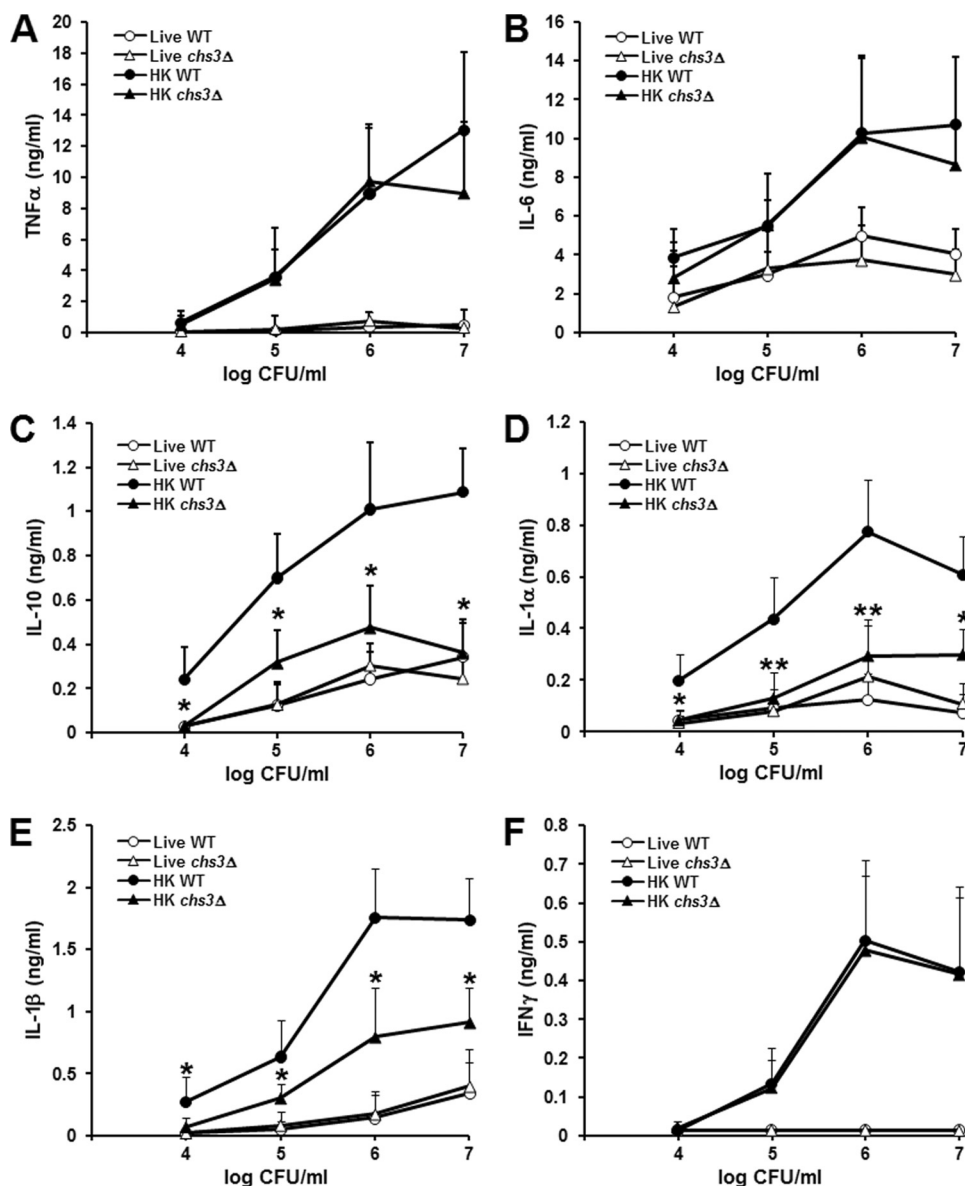 A
TNFα (ng/ml)
20
18
16
14
12
10
8
6
4
2
0
Live WT
Live chs3Δ
HK WT
HK chs3Δ
4 5 6 7
log CFU/ml
B
IL-6 (ng/ml)
16
14
12
10
8
6
4
2
0
Live WT
Live chs3Δ
HK WT
HK chs3Δ
4 5 6 7
log CFU/ml
C
IL-10 (ng/ml)
1.4
1.2
1
0.8
0.6
0.4
0.2
0
Live WT
Live chs3Δ
HK WT
HK chs3Δ
* * * *
4 5 6 7
log CFU/ml
D
IL-1α (ng/ml)
1.2
1
0.8
0.6
0.4
0.2
0
Live WT
Live chs3Δ
HK WT
HK chs3Δ
* ** ** *
4 5 6 7
log CFU/ml
E
IL-1β (ng/ml)
2.5
2
1.5
1
0.5
0
Live WT
Live chs3Δ
HK WT
HK chs3Δ
* * * *
4 5 6 7
log CFU/ml
F
IFNγ (ng/ml)
0.8
0.7
0.6
0.5
0.4
0.3
0.2
0.1
0
Live WT
Live chs3Δ
HK WT
HK chs3Δ
4 5 6 7
log CFU/ml